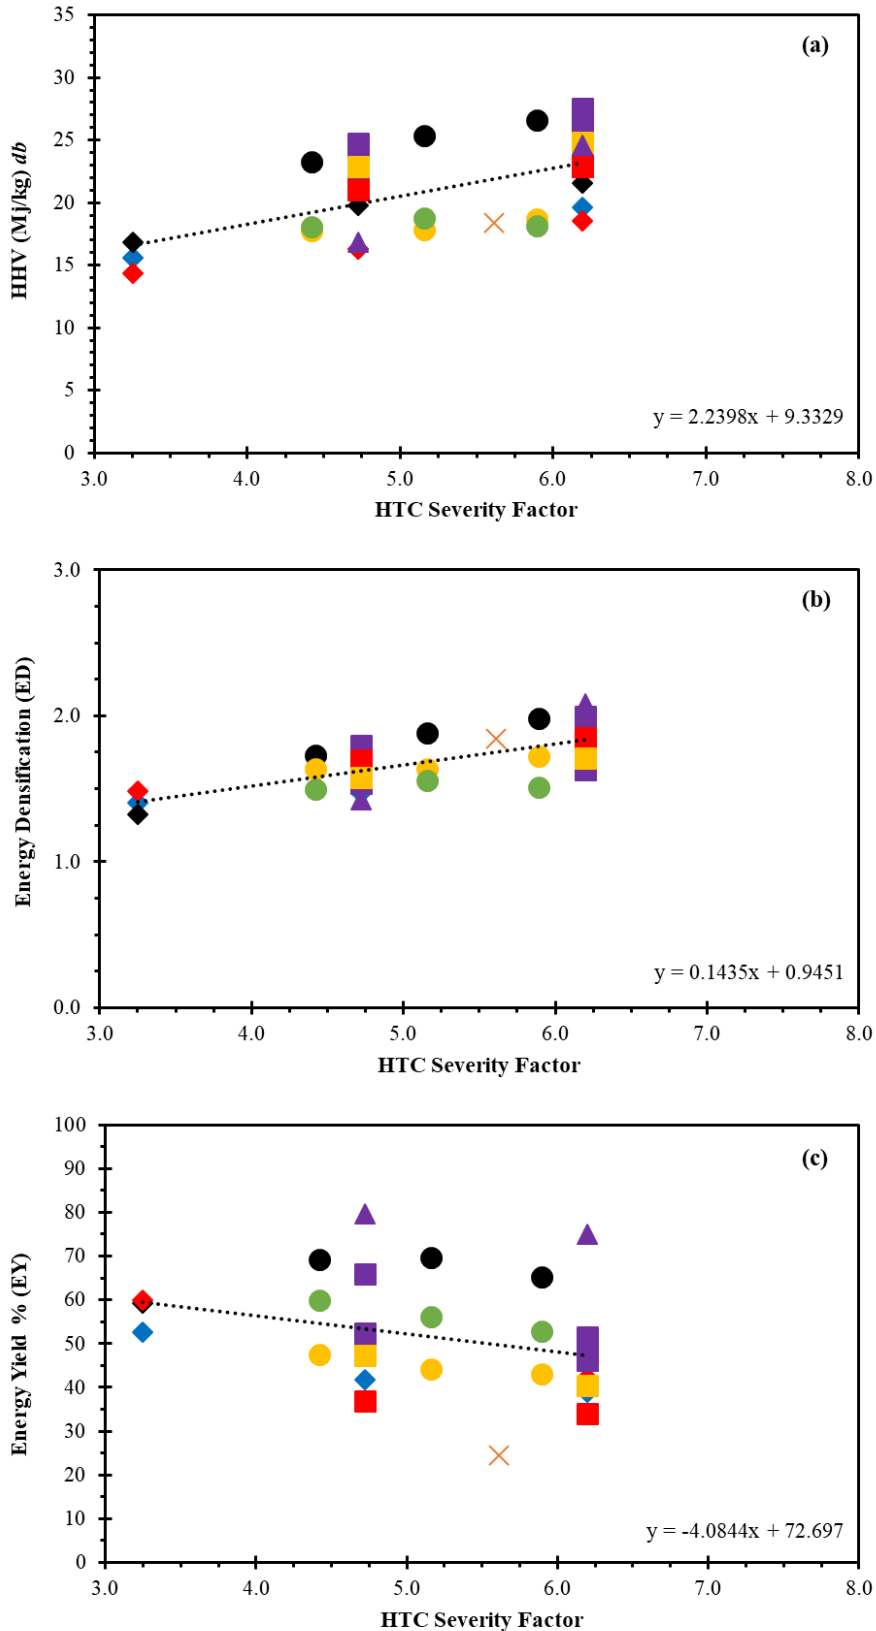 (a)
35
30
25
20
15
10
5
0
HHV (Mj/kg) db
3.0 4.0 5.0 6.0 7.0 8.0
HTC Severity Factor
y = 2.2398x + 9.3329
(b)
3.0
2.0
1.0
0.0
Energy Densification (ED)
3.0 4.0 5.0 6.0 7.0 8.0
HTC Severity Factor
y = 0.1435x + 0.9451
(c)
100
90
80
70
60
50
40
30
20
10
0
Energy Yield % (EY)
3.0 4.0 5.0 6.0 7.0 8.0
HTC Severity Factor
y = -4.0844x + 72.697